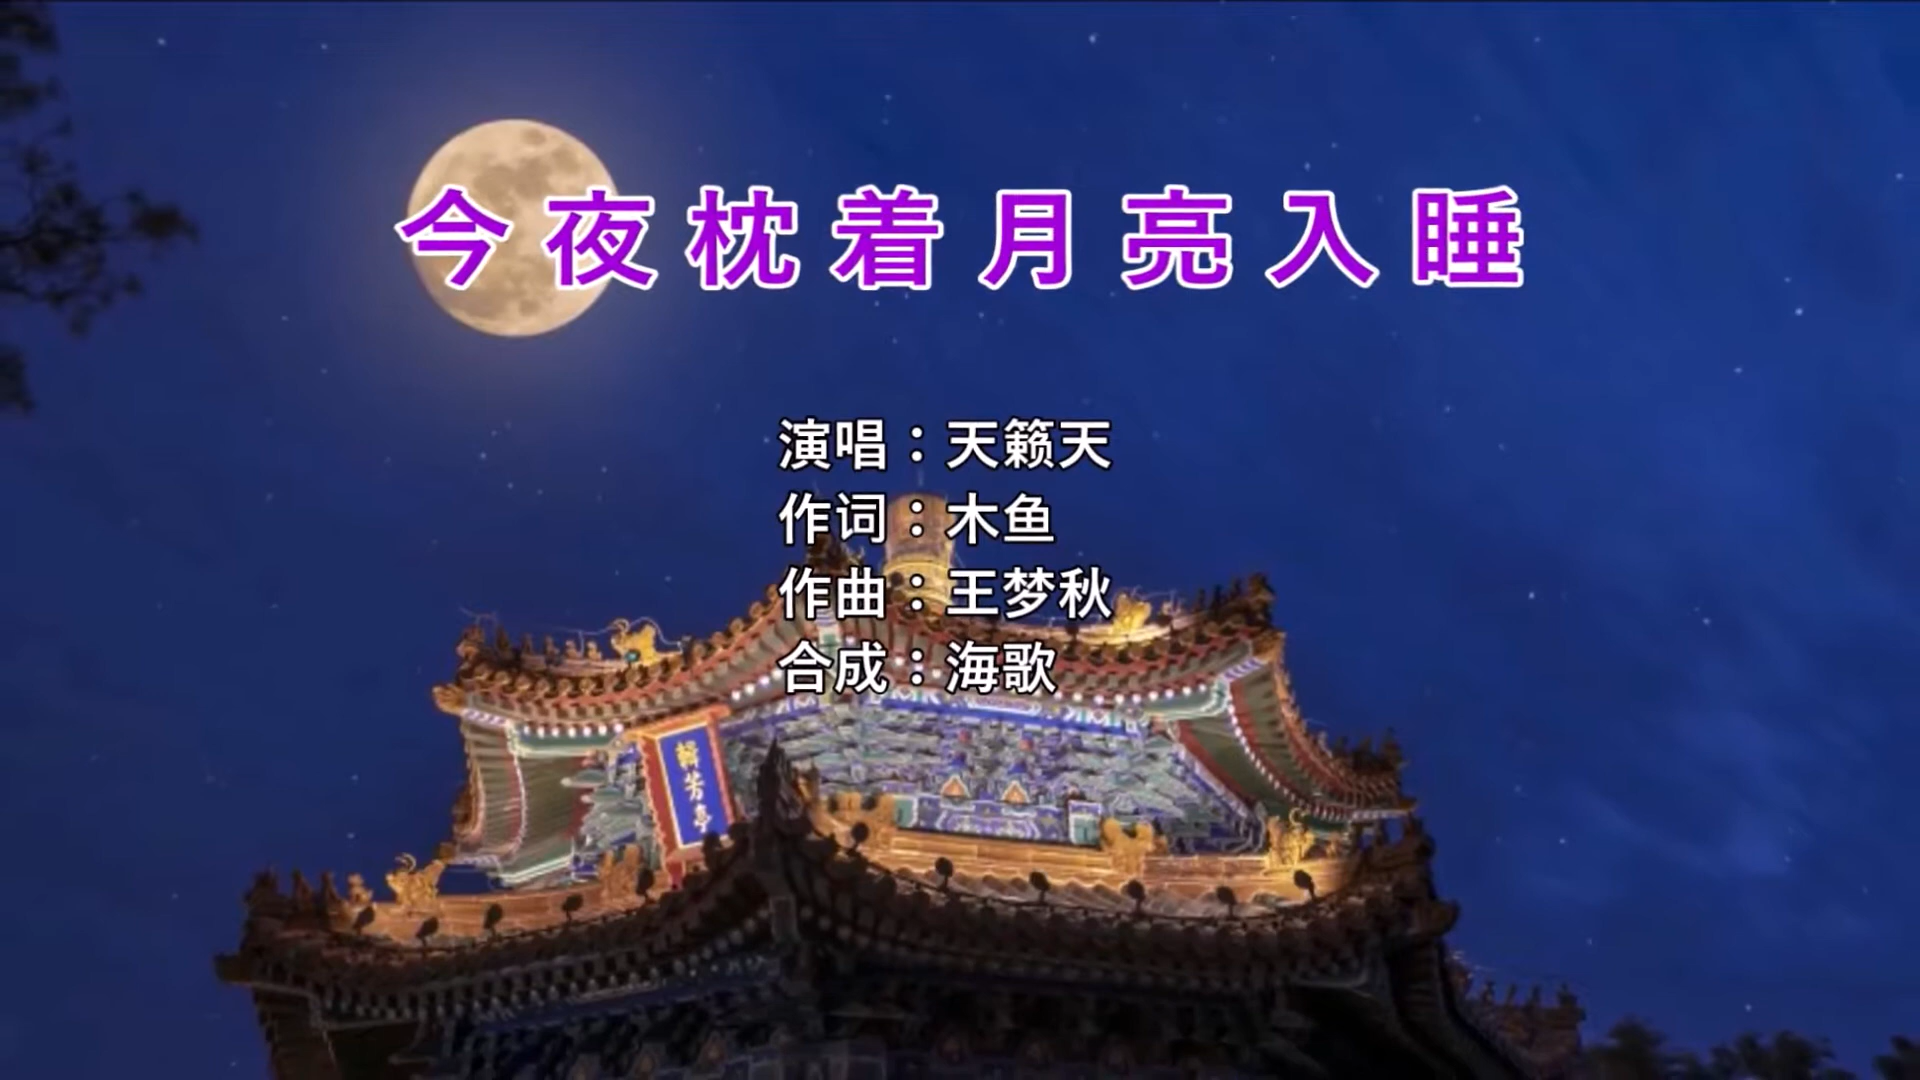 今夜枕着月亮入睡
演唱：天籁天
作词：木鱼
作曲：王梦秋
合成：海歌